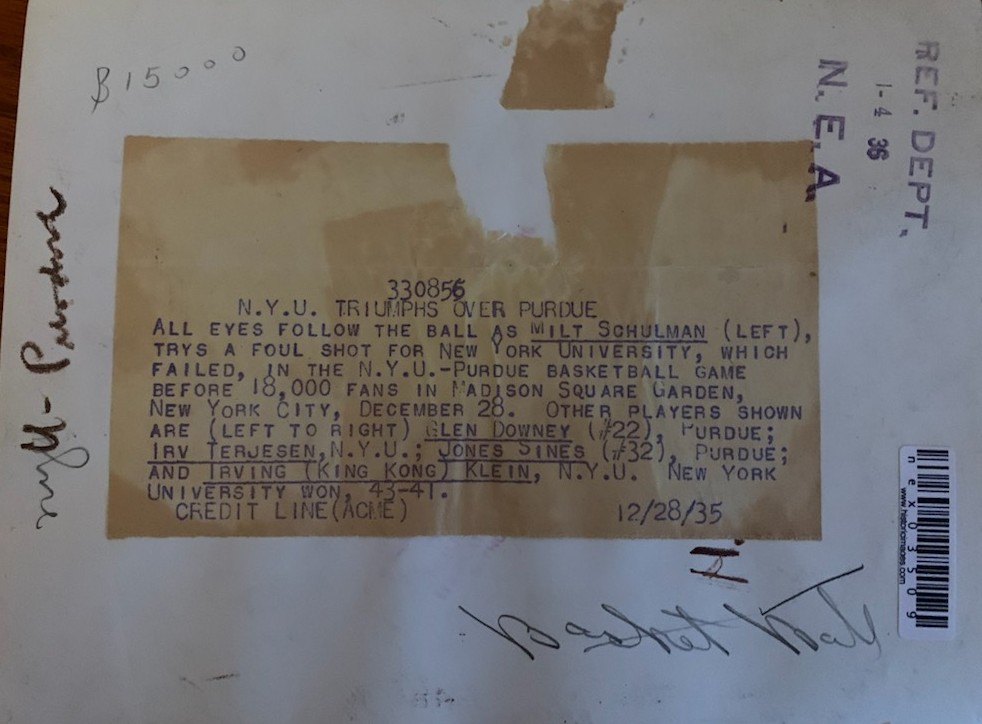 B15000
REF. DEPT.
1-4 36
N. E. A.
nyu - Purdue
330856
N.Y.U. TRIUMPHS OVER PURDUE
ALL EYES FOLLOW THE BALL AS MILT SCHULMAN (LEFT),
TRYS A FOUL SHOT FOR NEW YORK UNIVERSITY, WHICH
FAILED, IN THE N.Y.U.-PURDUE BASKETBALL GAME
BEFORE 18,000 FANS IN MADISON SQUARE GARDEN,
NEW YORK CITY, DECEMBER 28. OTHER PLAYERS SHOWN
ARE (LEFT TO RIGHT) GLEN DOWNEY (#22), PURDUE;
IRV TERJESEN, N.Y.U.; JONES SINES (#32), PURDUE;
AND IRVING (KING KONG) KLEIN, N.Y.U. NEW YORK
UNIVERSITY WON, 43-41.
CREDIT LINE(ACME) 12/28/35
H.
Basket Ball
nex03509
www.historicimages.com